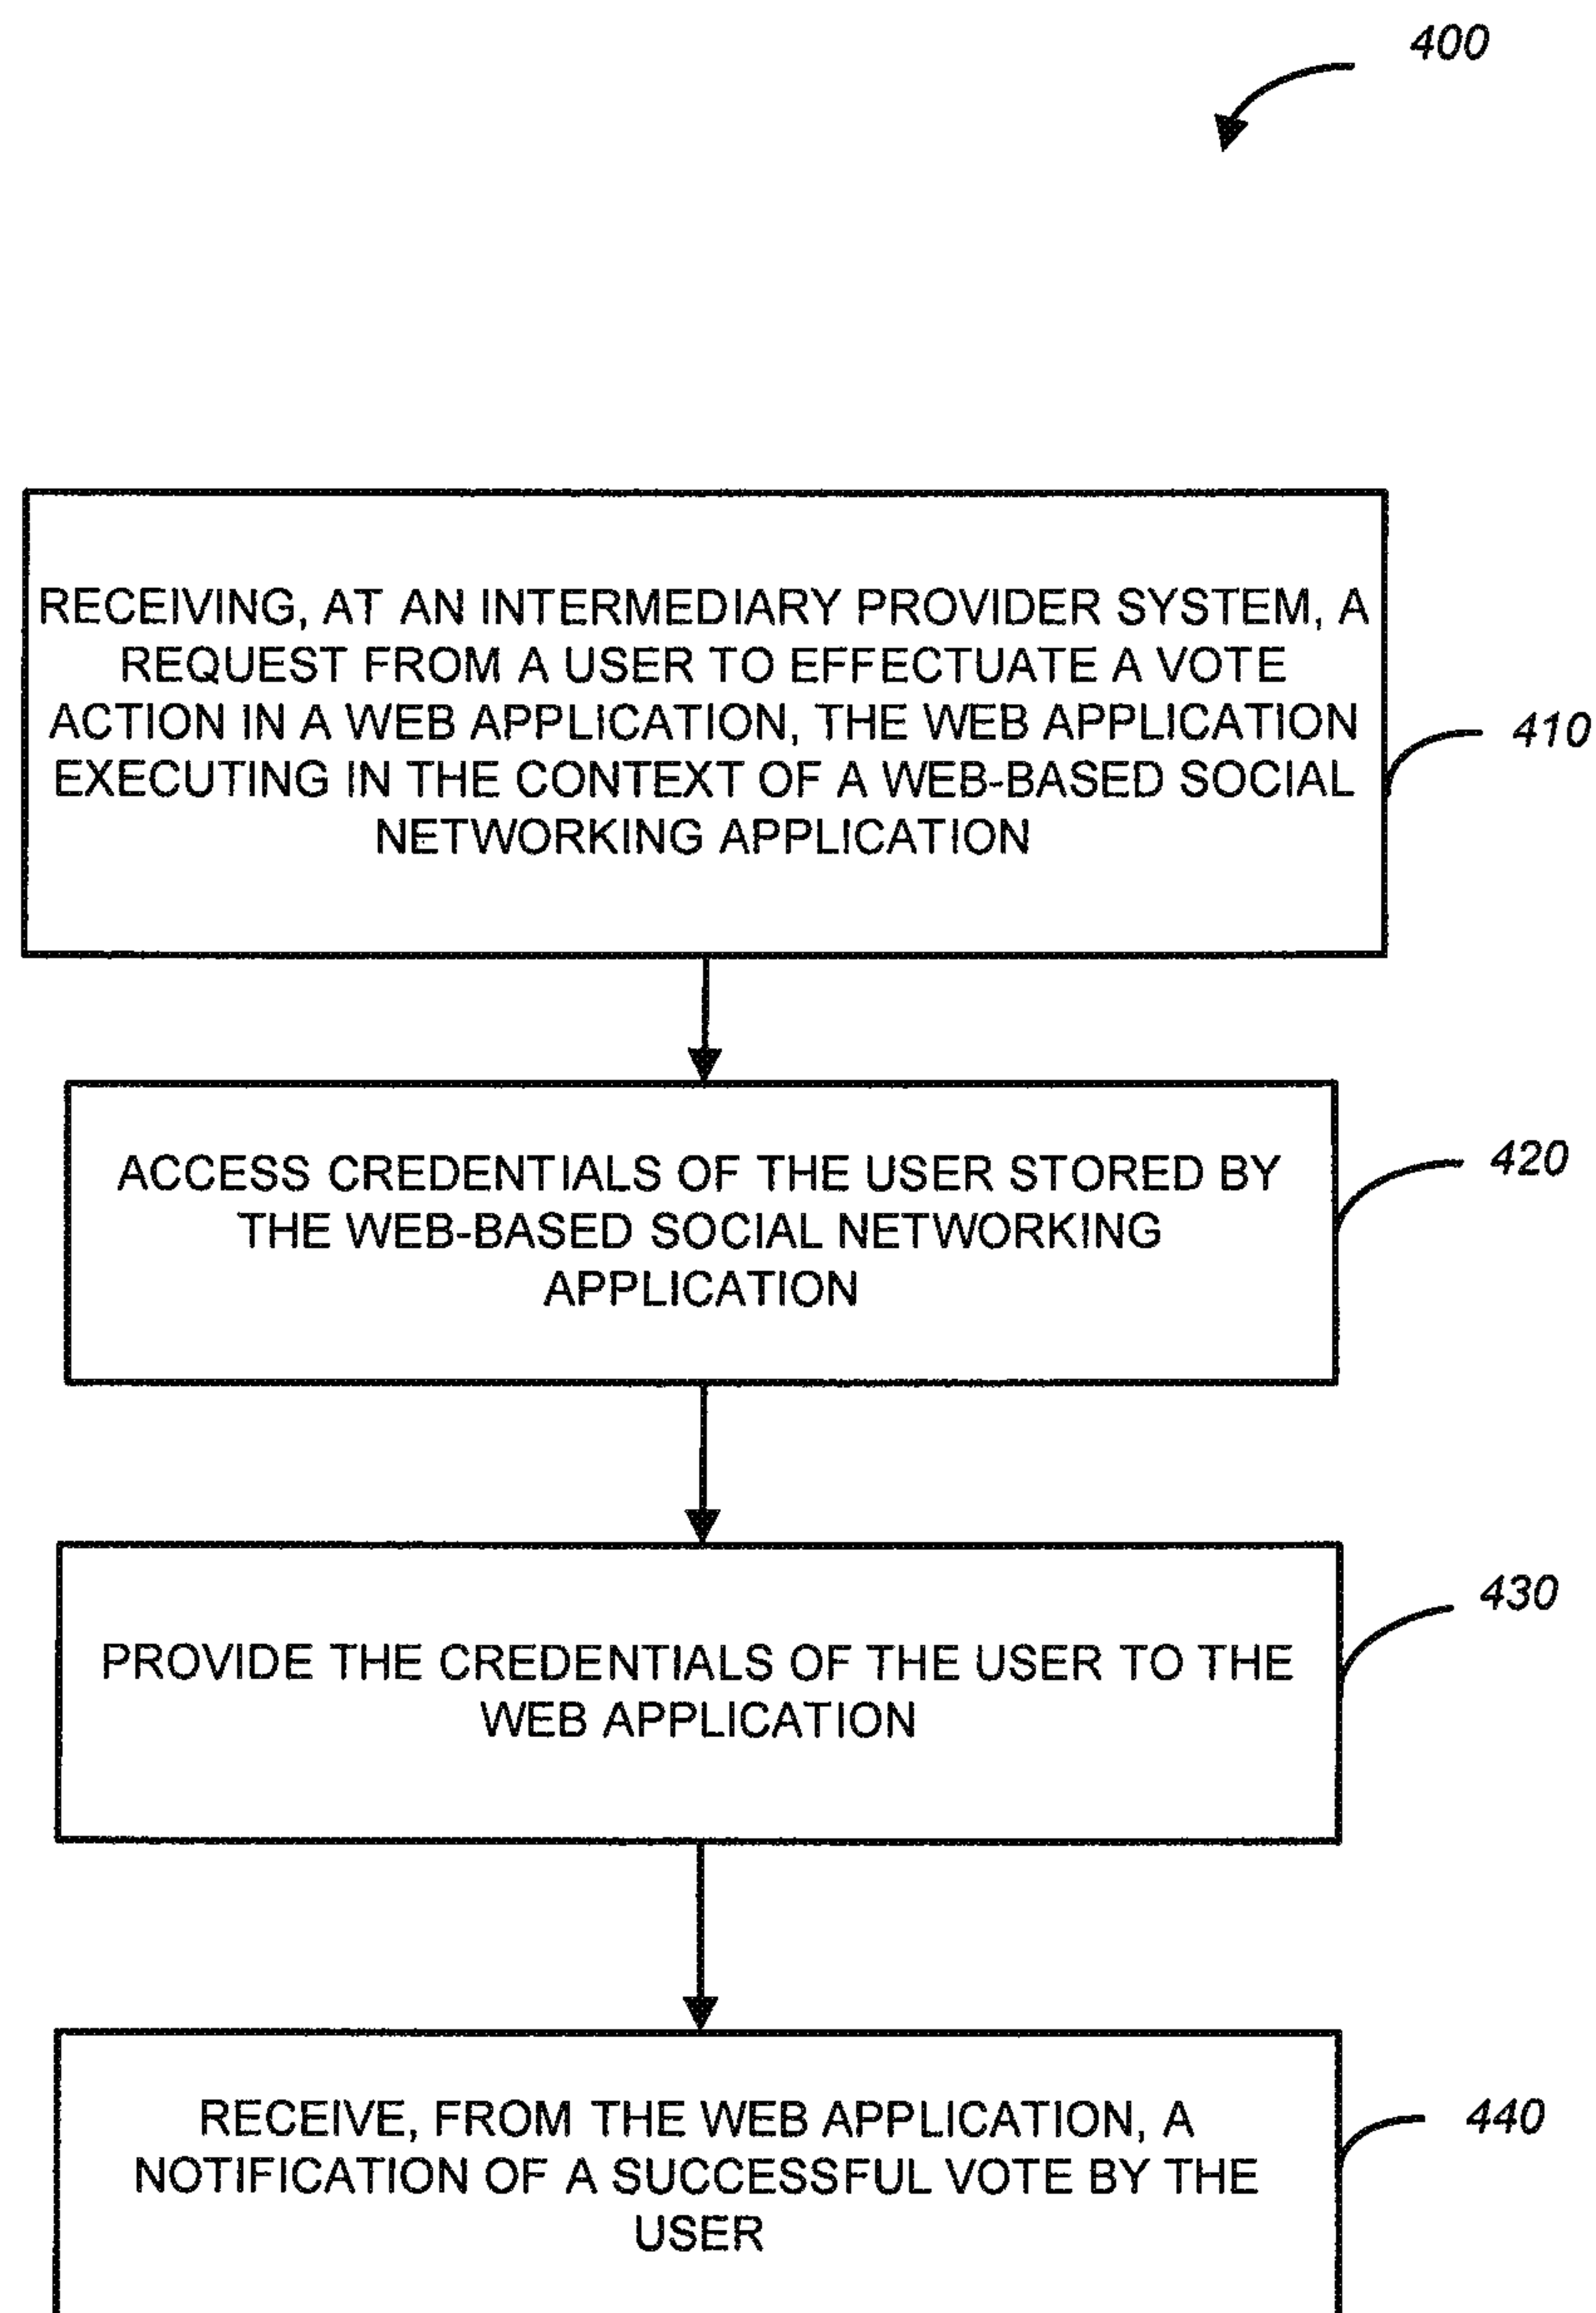 400
RECEIVING, AT AN INTERMEDIARY PROVIDER SYSTEM, A
REQUEST FROM A USER TO EFFECTUATE A VOTE
ACTION IN A WEB APPLICATION, THE WEB APPLICATION
EXECUTING IN THE CONTEXT OF A WEB-BASED SOCIAL
NETWORKING APPLICATION
410
ACCESS CREDENTIALS OF THE USER STORED BY
THE WEB-BASED SOCIAL NETWORKING
APPLICATION
420
PROVIDE THE CREDENTIALS OF THE USER TO THE
WEB APPLICATION
430
RECEIVE, FROM THE WEB APPLICATION, A
NOTIFICATION OF A SUCCESSFUL VOTE BY THE
USER
440